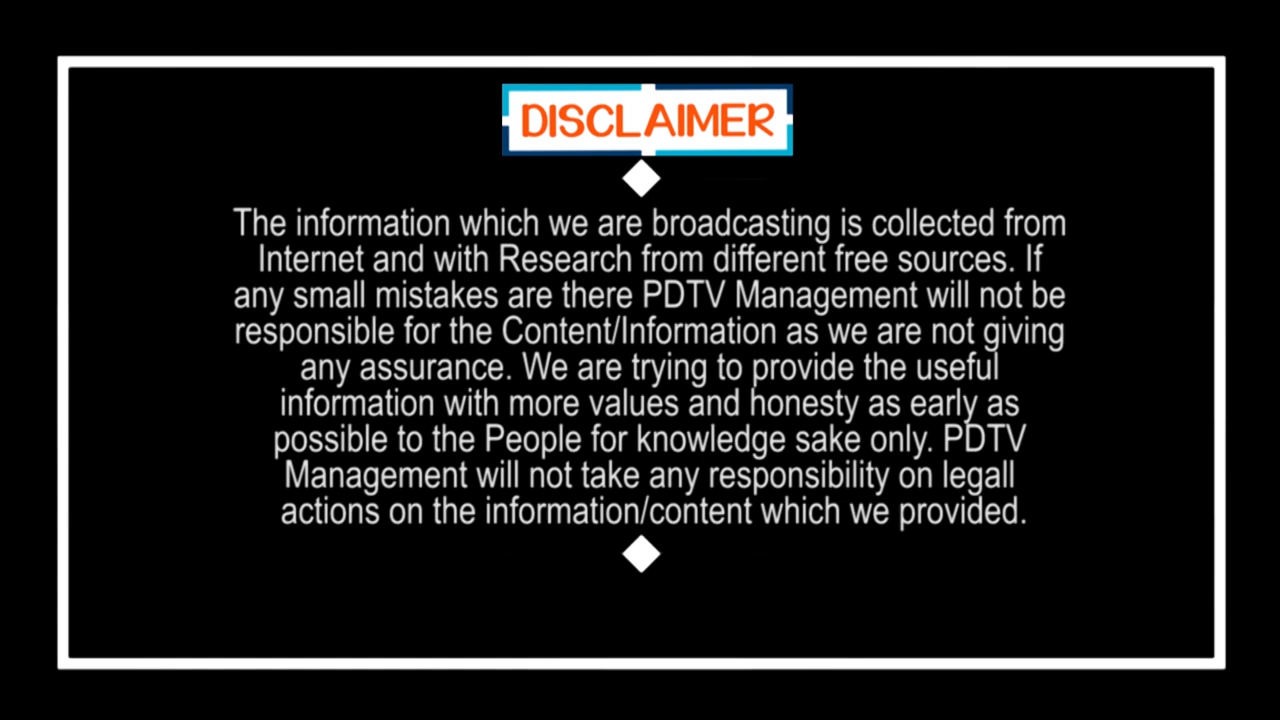 DISCLAIMER
The information which we are broadcasting is collected from
Internet and with Research from different free sources. If
any small mistakes are there PDTV Management will not be
responsible for the Content/Information as we are not giving
any assurance. We are trying to provide the useful
information with more values and honesty as early as
possible to the People for knowledge sake only. PDTV
Management will not take any responsibility on legall
actions on the information/content which we provided.